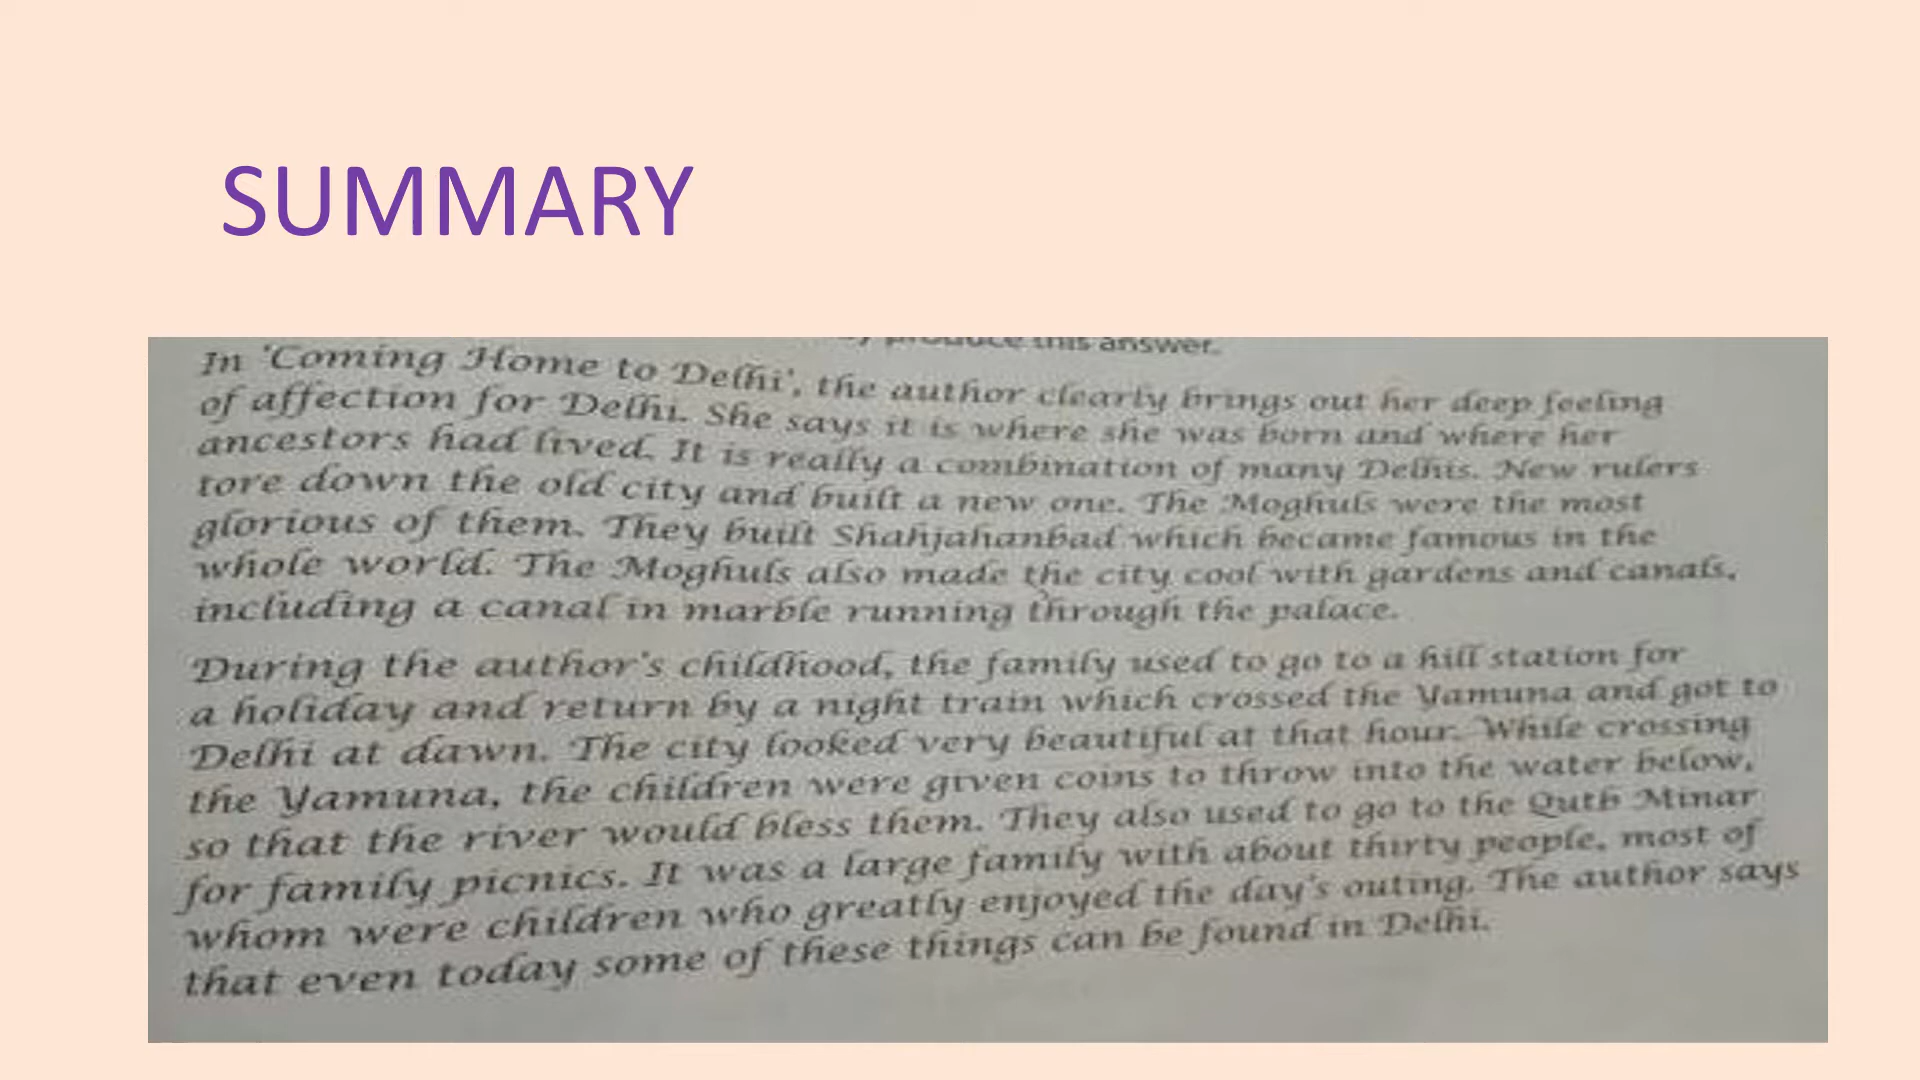 SUMMARY
produce this answer.
In 'Coming Home to Delhi', the author clearly brings out her deep feeling
of affection for Delhi. She says it is where she was born and where her
ancestors had lived. It is really a combination of many Delhis. New rulers
tore down the old city and built a new one. The Moghuls were the most
glorious of them. They built Shahjahanbad which became famous in the
whole world. The Moghuls also made the city cool with gardens and canals,
including a canal in marble running through the palace.
During the author's childhood, the family used to go to a hill station for
a holiday and return by a night train which crossed the Yamuna and got to
Delhi at dawn. The city looked very beautiful at that hour. While crossing
the Yamuna, the children were given coins to throw into the water below,
so that the river would bless them. They also used to go to the Qutb Minar
for family picnics. It was a large family with about thirty people, most of
whom were children who greatly enjoyed the day's outing. The author says
that even today some of these things can be found in Delhi.